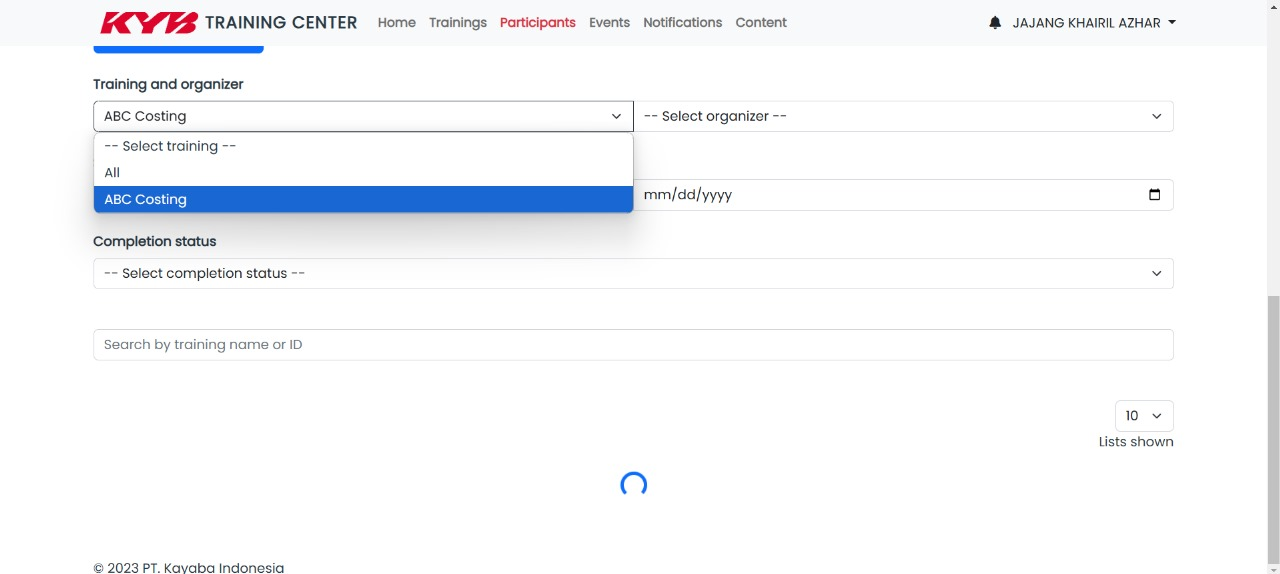 KYB TRAINING CENTER Home Trainings Participants Events Notifications Content JAJANG KHAIRIL AZHAR
Training and organizer
ABC Costing -- Select organizer --
-- Select training --
All
ABC Costing
mm/dd/yyyy
Completion status
-- Select completion status --
Search by training name or ID
10
Lists shown
© 2023 PT. Kayaba Indonesia